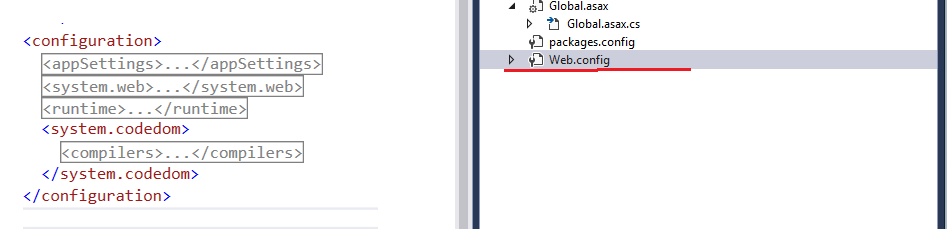 <configuration>
<appSettings>...</appSettings>
<system.web>...</system.web>
<runtime>...</runtime>
<system.codedom>
<compilers>...</compilers>
</system.codedom>
</configuration>
Global.asax
Global.asax.cs
packages.config
Web.config